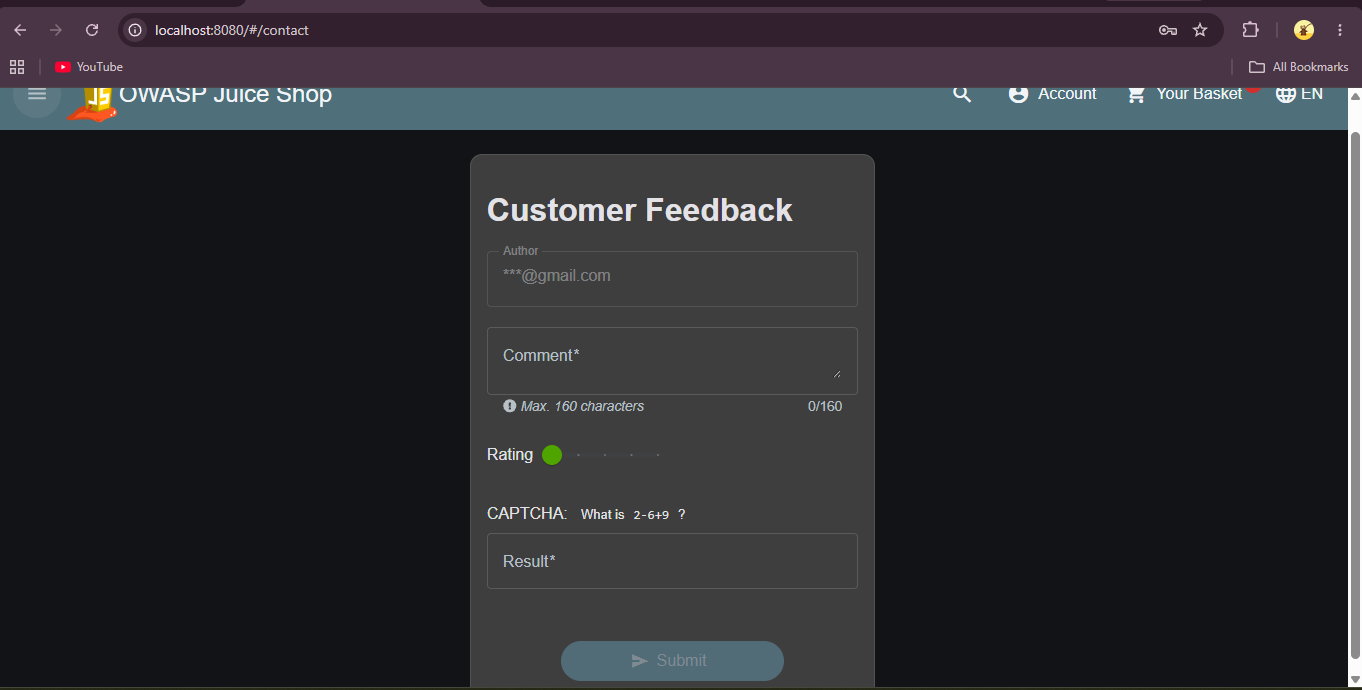 localhost:8080/#/contact
YouTube
All Bookmarks
JS
OWASP Juice Shop
Account
Your Basket
EN
Customer Feedback
Author
***@gmail.com
Comment*
Max. 160 characters
0/160
Rating
CAPTCHA: What is 2-6+9 ?
Result*
Submit